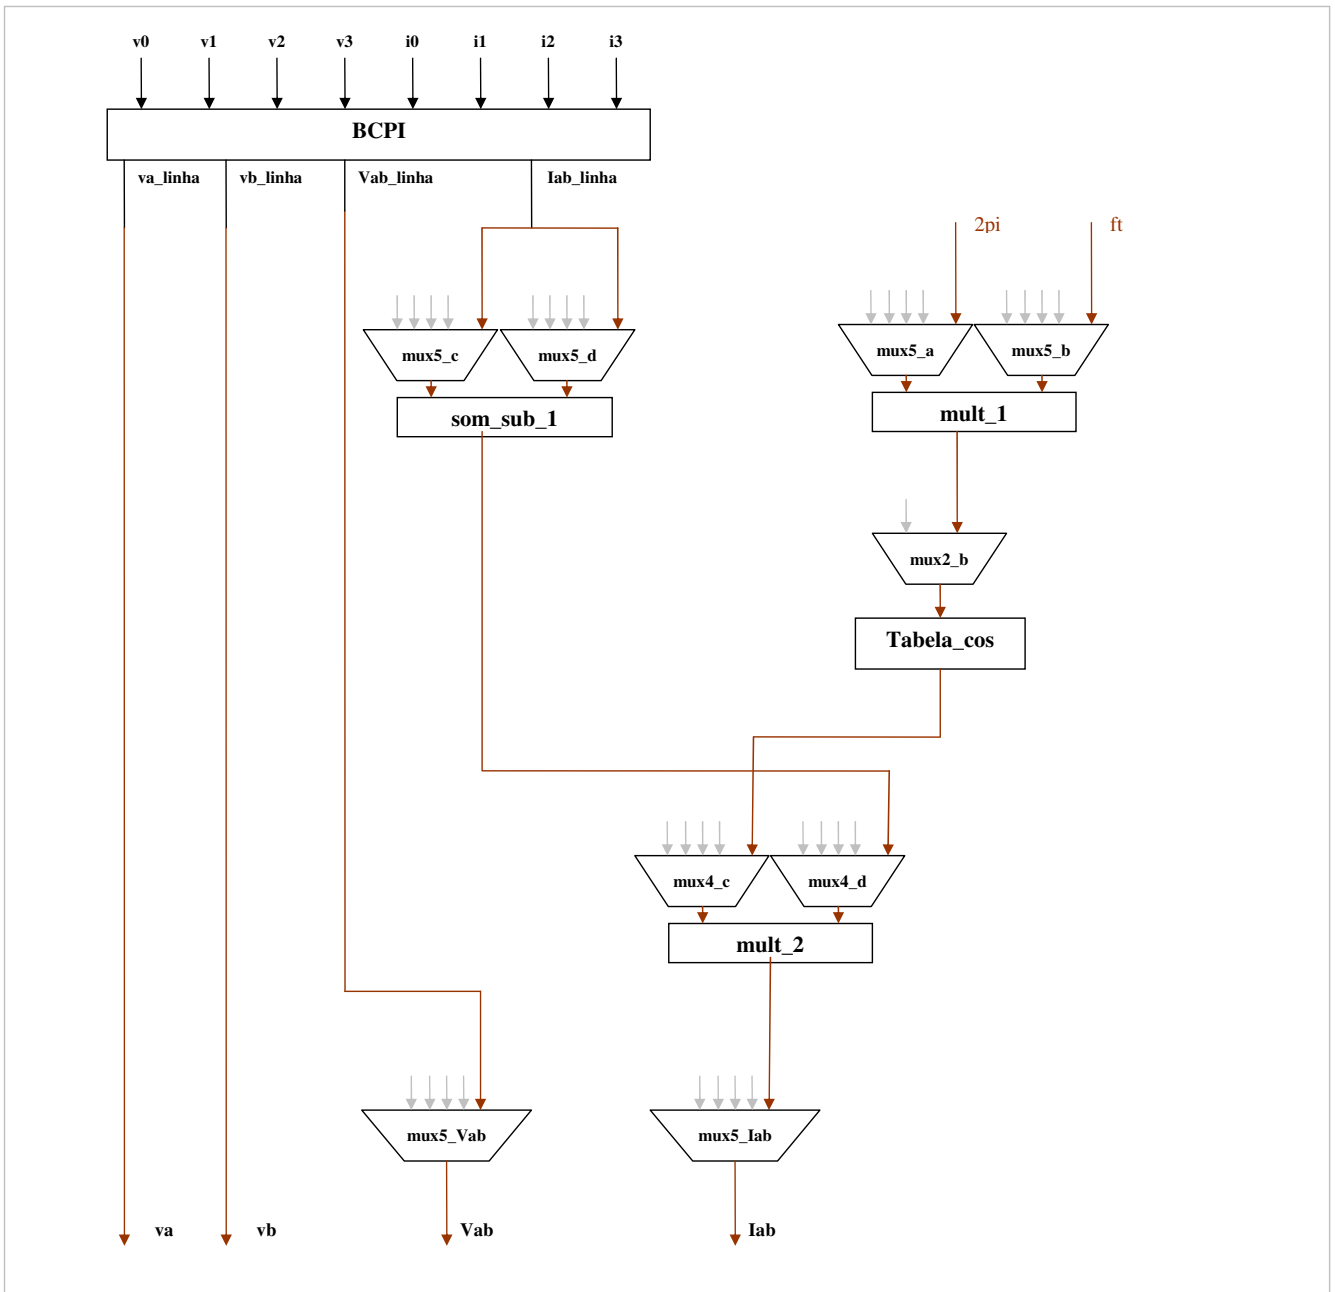 v0 v1 v2 v3 i0 i1 i2 i3
BCPI
va_linha vb_linha Vab_linha Iab_linha
2pi ft
mux5_c mux5_d mux5_a mux5_b
som_sub_1 mult_1
mux2_b
Tabela_cos
mux4_c mux4_d
mult_2
mux5_Vab mux5_Iab
va vb Vab Iab